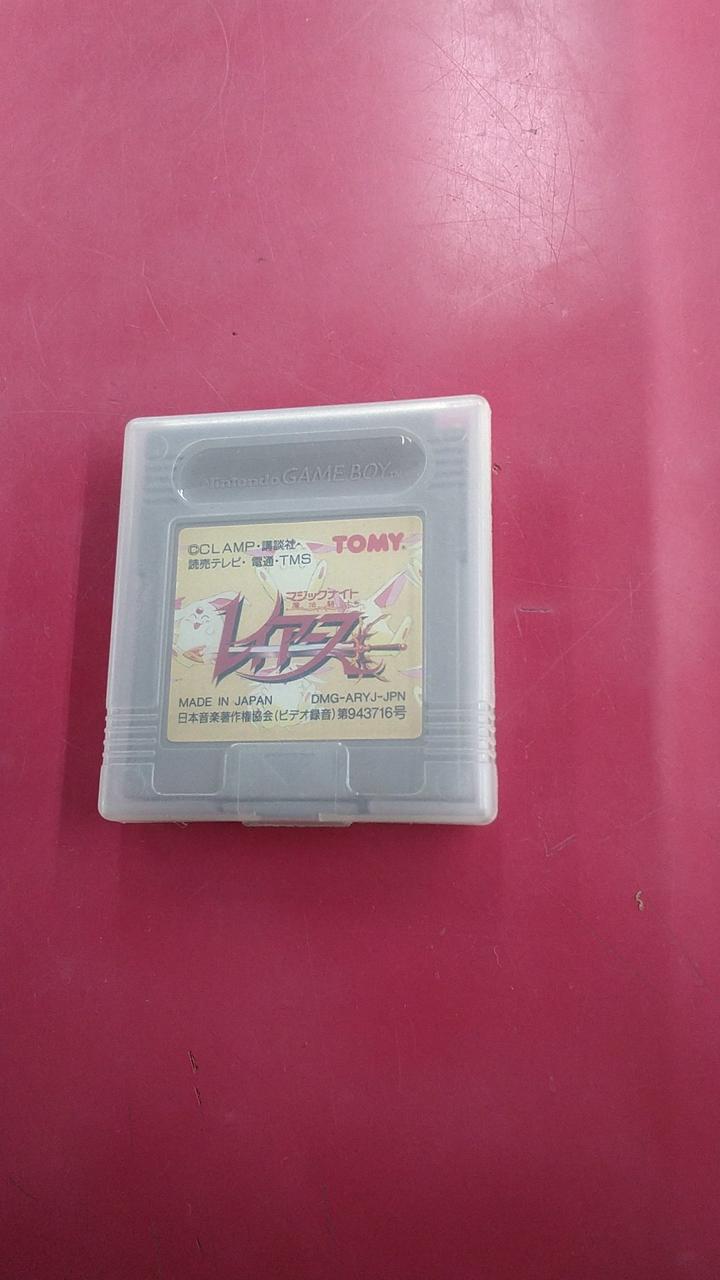 Nintendo GAME BOY TM
©CLAMP・講談社・ TOMY.
読売テレビ・電通・TMS
マジックナイト
魔法騎士
レイアース
MADE IN JAPAN DMG-ARYJ-JPN
日本音楽著作権協会(ビデオ録音)第943716号